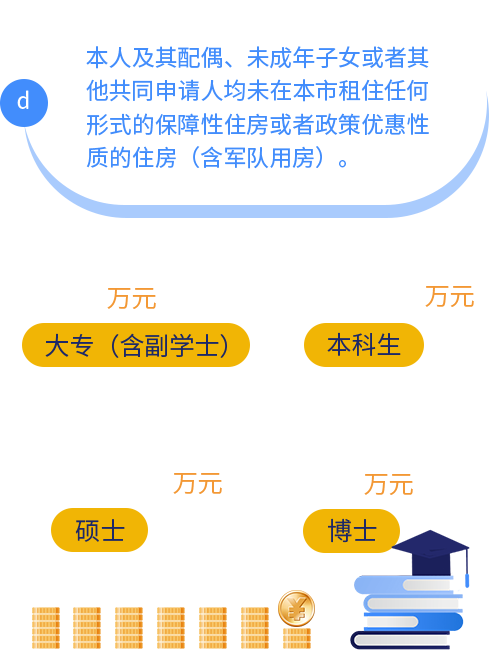 本人及其配偶、未成年子女或者其
d
他共同申请人均未在本市租住任何
形式的保障性住房或者政策优惠性
质的住房（含军队用房）。
万元
万元
大专（含副学士）
本科生
万元
万元
硕士
博士
¥